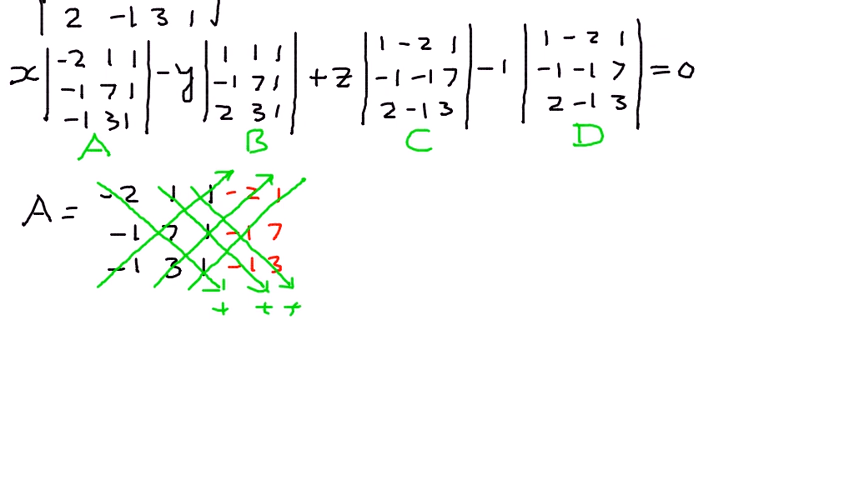 | 2 -1 3 1 |
x | -2 1 1 | - y | 1 1 1 | + z | 1 -2 1 | - 1 | 1 -2 1 | = 0
| -1 7 1 | | -1 7 1 | | -1 -1 7 | | -1 -1 7 |
| -1 3 1 | | 2 3 1 | | 2 -1 3 | | 2 -1 3 |
A B C D
A = -2 1 1 -2 1
-1 7 1 -1 7
-1 3 1 -1 3
+ + +